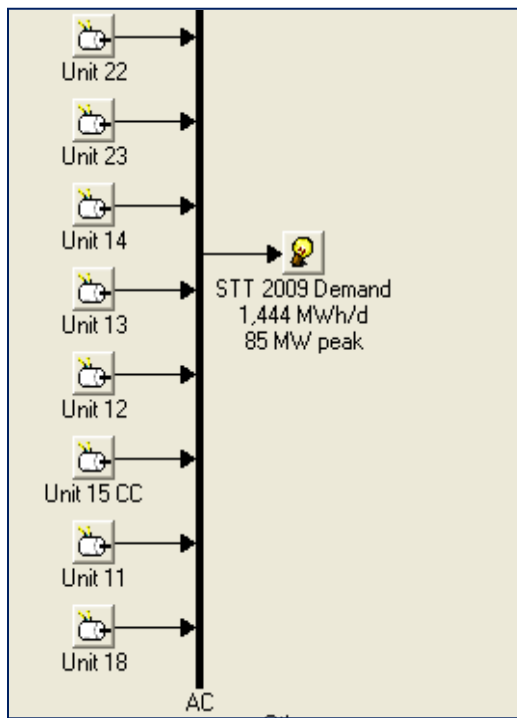 Unit 22
Unit 23
Unit 14
Unit 13
Unit 12
Unit 15 CC
Unit 11
Unit 18
STT 2009 Demand
1,444 MWh/d
85 MW peak
AC